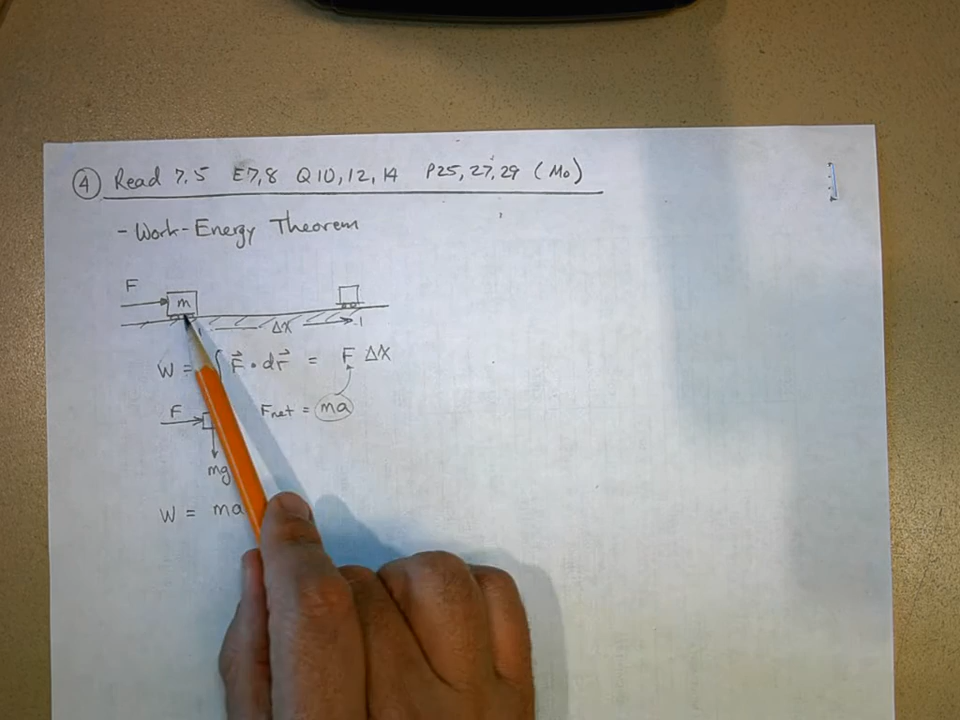 ④ Read 7.5 E7,8 Q10, 12, 14 P25, 27, 29 (Mo)
- Work-Energy Theorem
F
m
ΔX
W = ∫ F⃗ • dr⃗ = F ΔX
F Fnet = ma
mg
W = ma